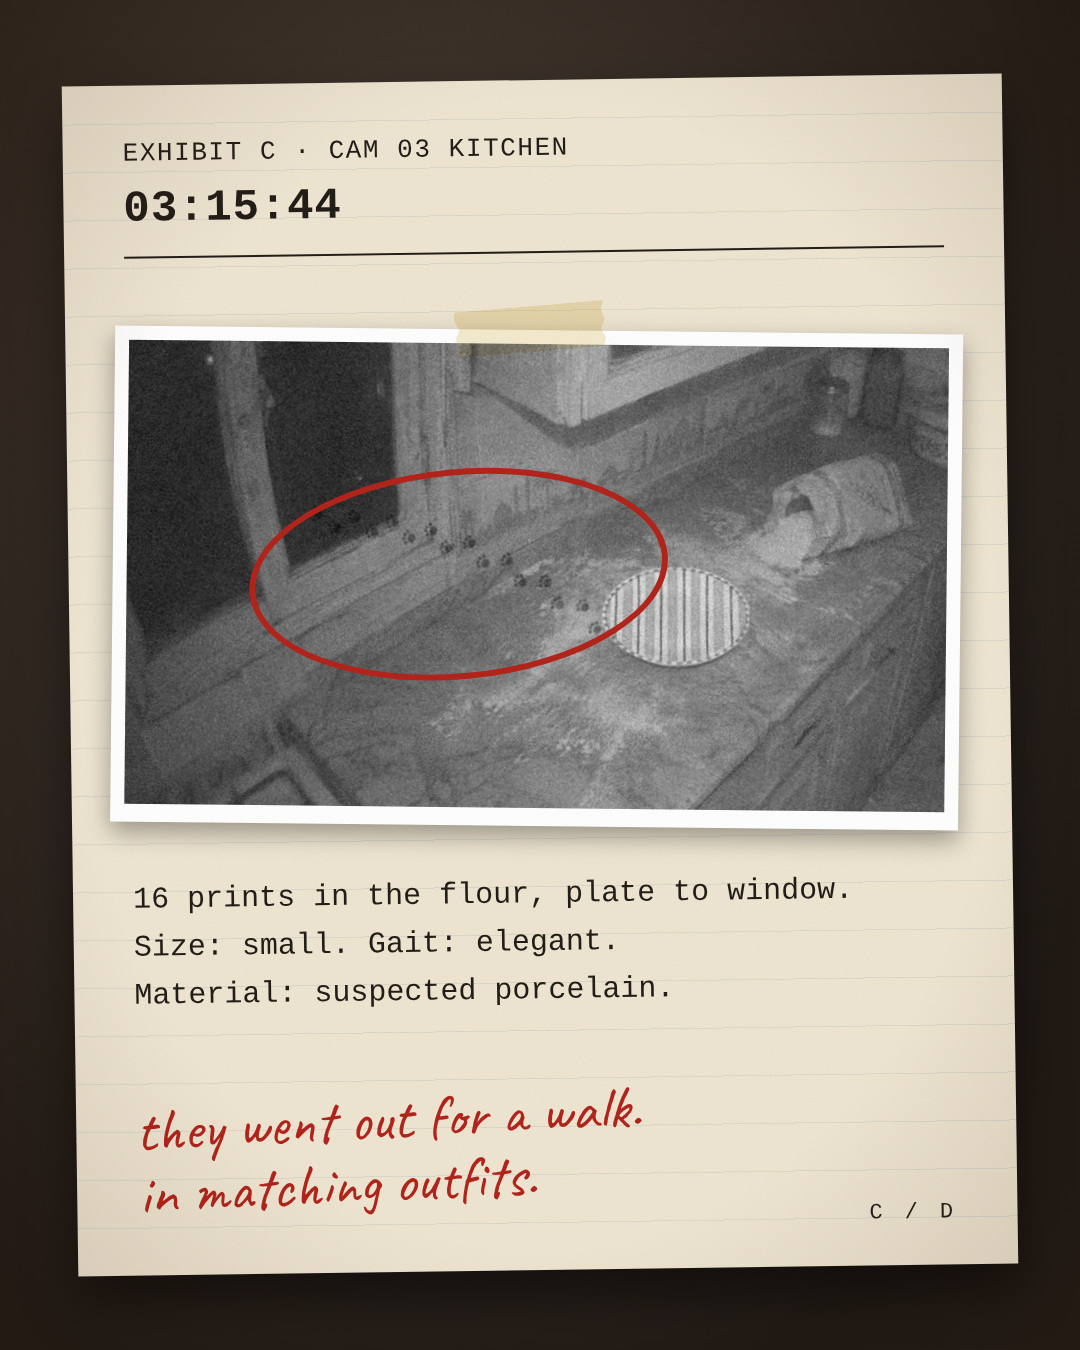 EXHIBIT C · CAM 03 KITCHEN
03:15:44
16 prints in the flour, plate to window.
Size: small. Gait: elegant.
Material: suspected porcelain.
they went out for a walk.
in matching outfits.
C / D